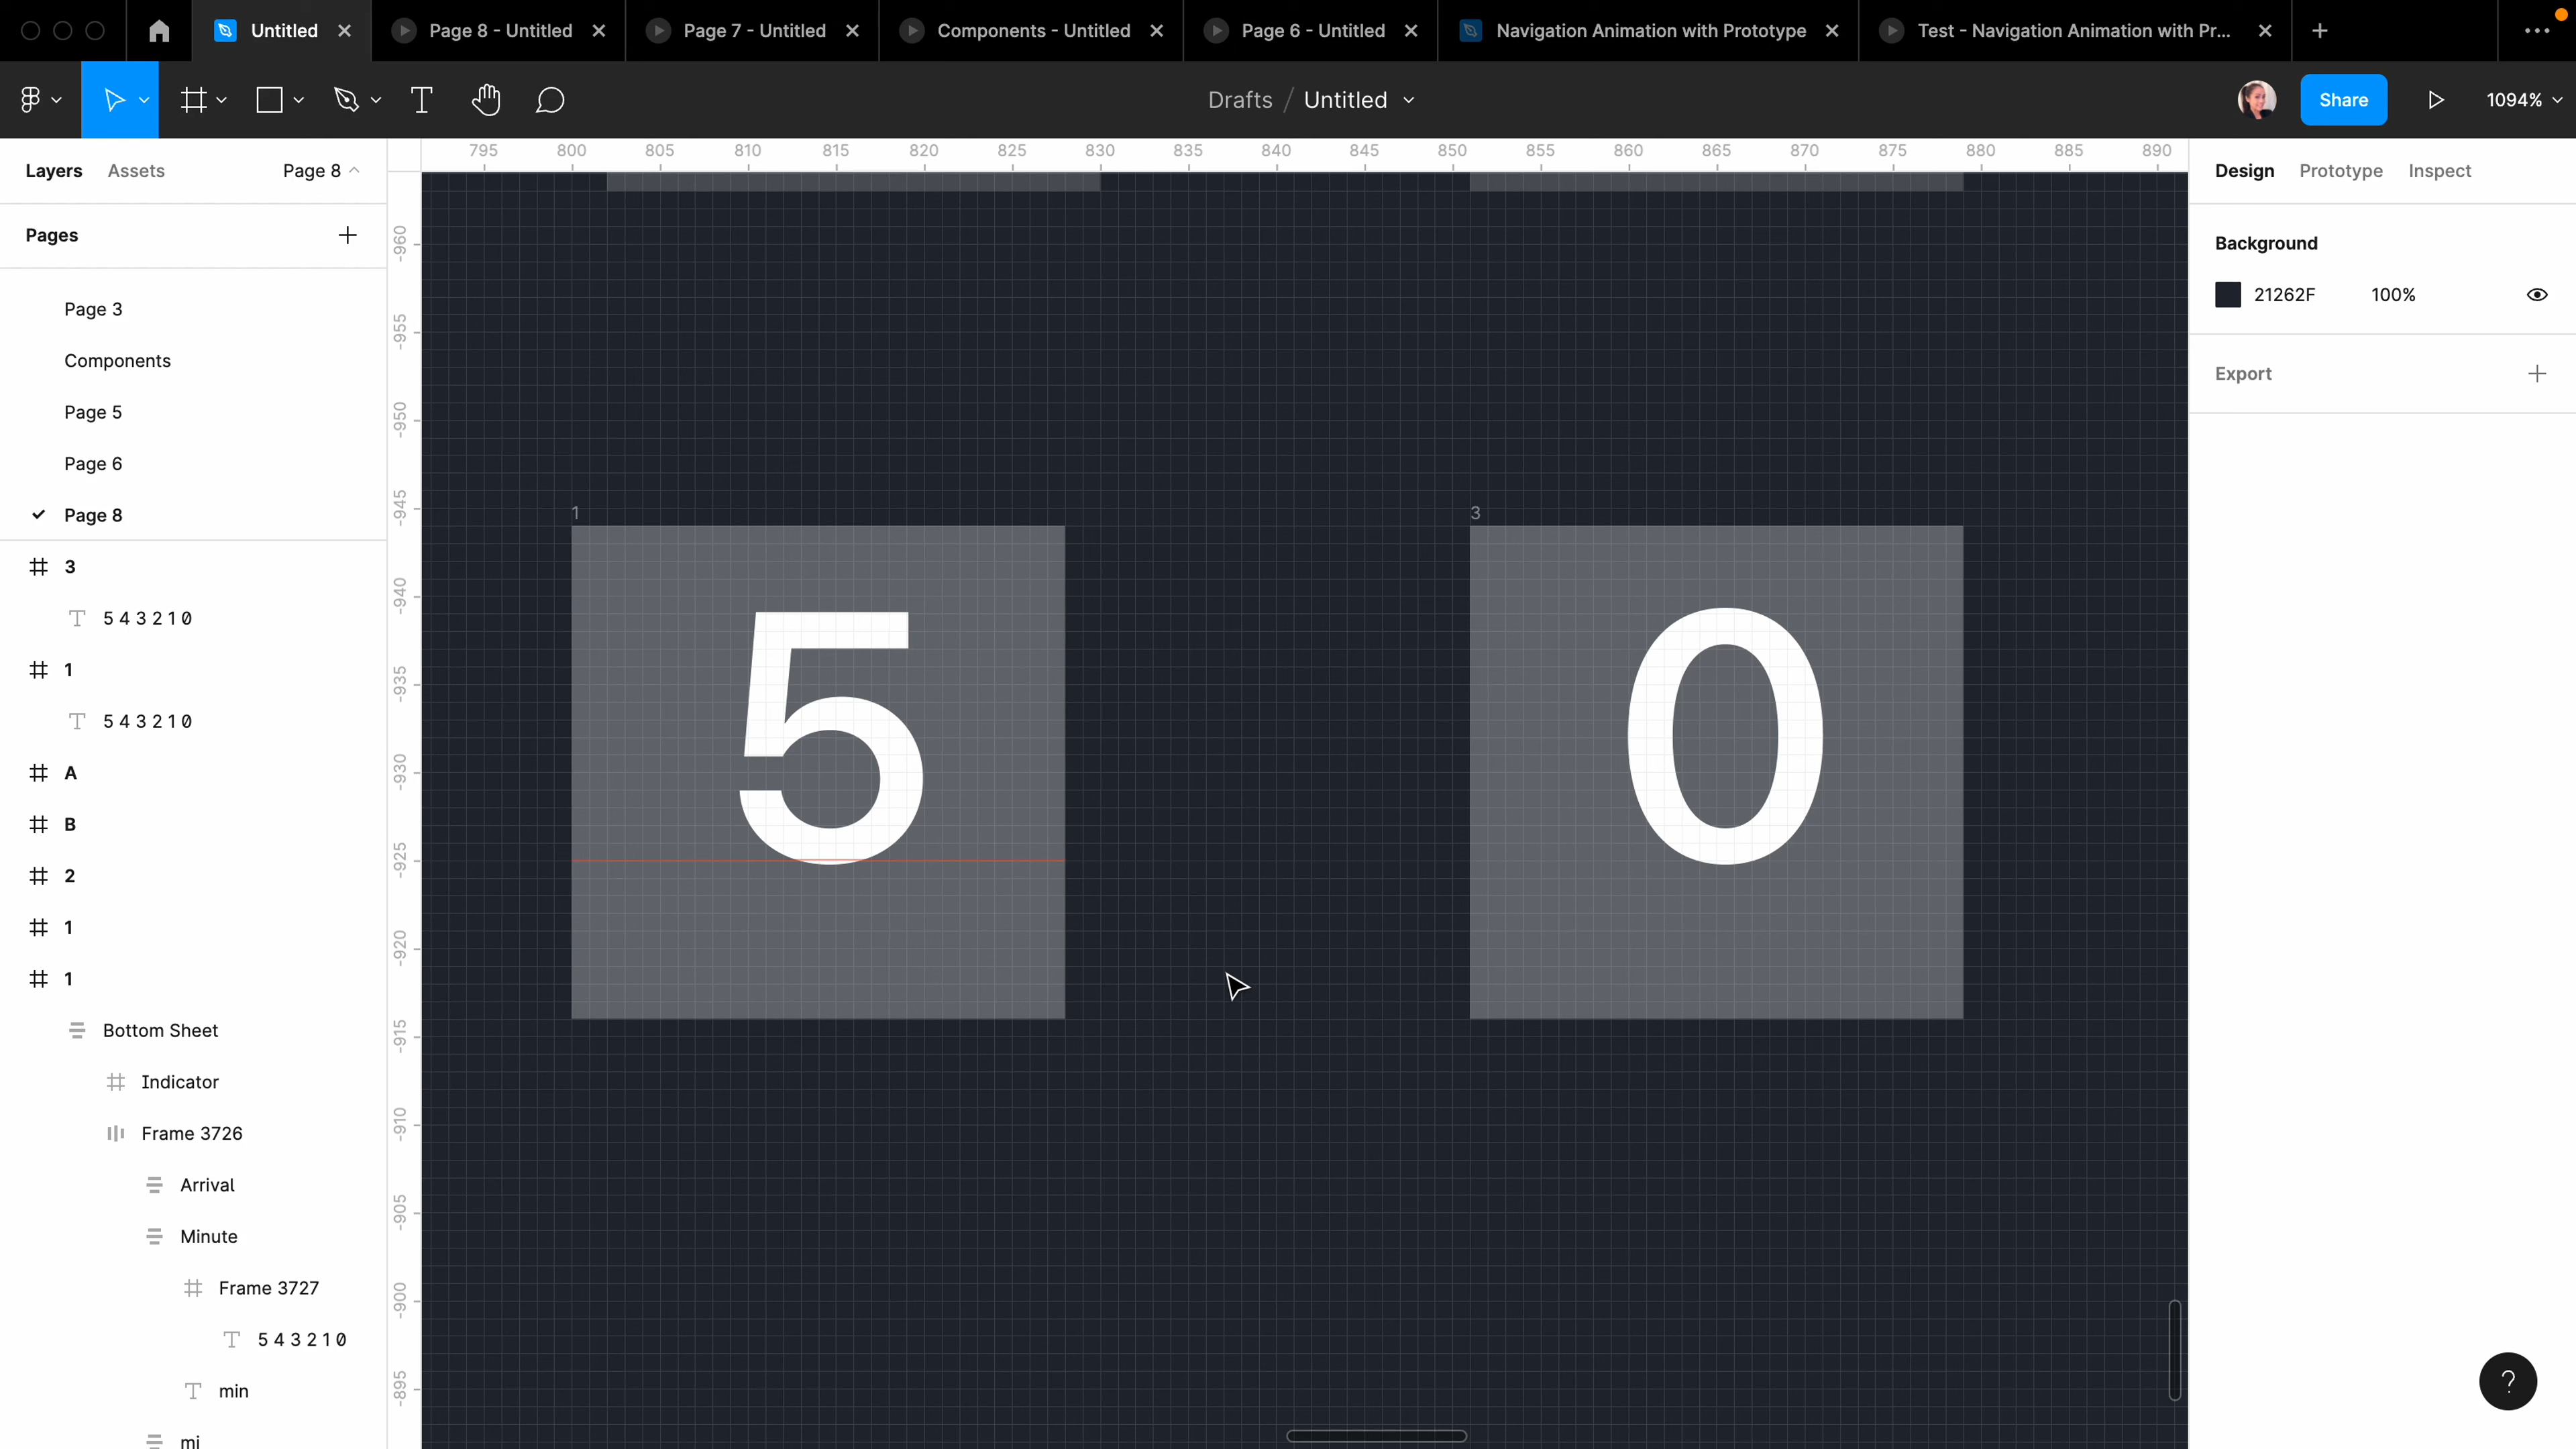 Untitled
Page 8 - Untitled
Page 7 - Untitled
Components - Untitled
Page 6 - Untitled
Navigation Animation with Prototype
Test - Navigation Animation with Pr...
Drafts / Untitled
Share
1094%
Layers
Assets
Page 8
Pages
Page 3
Components
Page 5
Page 6
Page 8
3
5 4 3 2 1 0
1
5 4 3 2 1 0
A
B
2
1
1
Bottom Sheet
Indicator
Frame 3726
Arrival
Minute
Frame 3727
5 4 3 2 1 0
min
mi
795 800 805 810 815 820 825 830 835 840 845 850 855 860 865 870 875 880 885 890
-960
-955
-950
-945
-940
-935
-930
-925
-920
-915
-910
-905
-900
-895
1
5
3
0
Design
Prototype
Inspect
Background
21262F
100%
Export
?